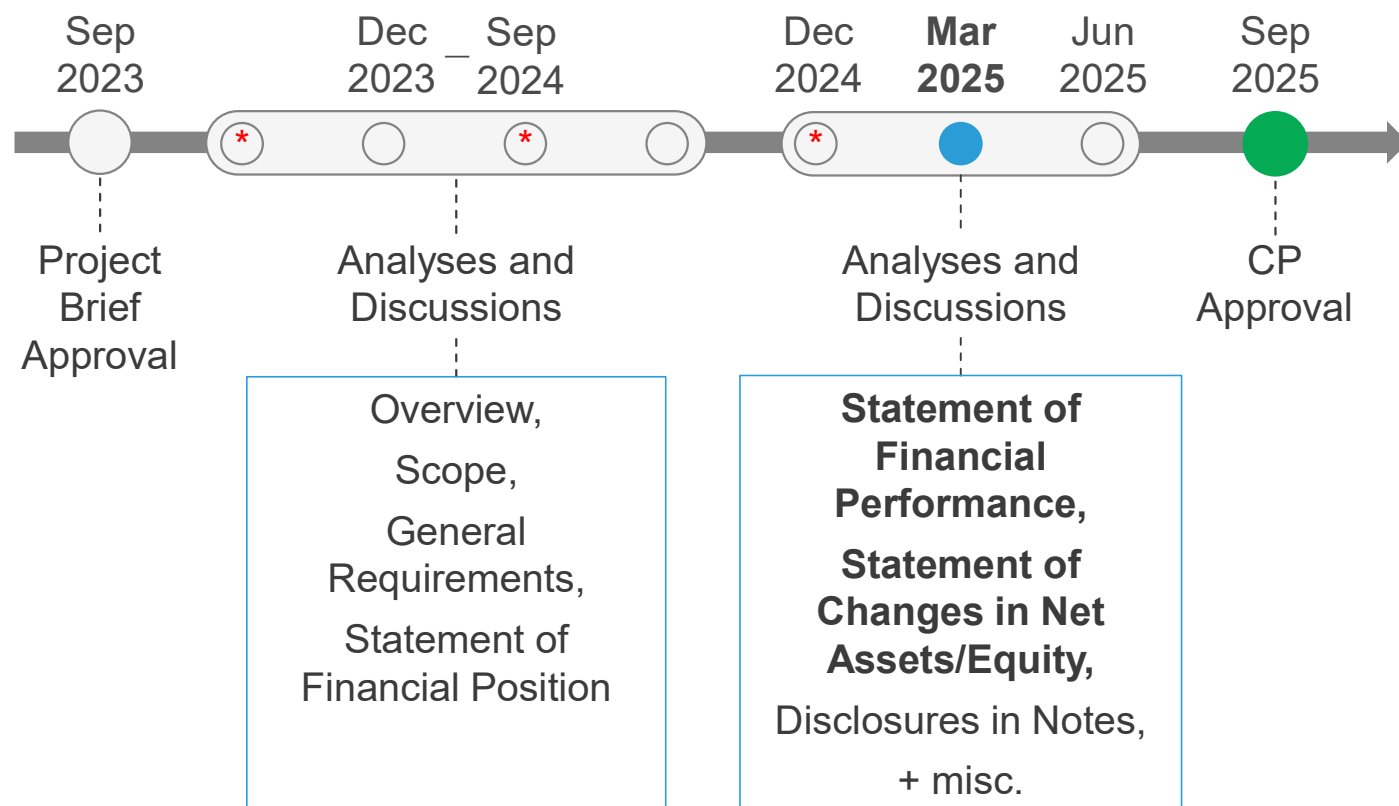 Sep
2023
Dec
2023
–
Sep
2024
Dec
2024
Mar
2025
Jun
2025
Sep
2025
*
*
*
Project
Brief
Approval
Analyses and
Discussions
Analyses and
Discussions
CP
Approval
Overview,
Scope,
General
Requirements,
Statement of
Financial Position
Statement of
Financial
Performance,
Statement of
Changes in Net
Assets/Equity,
Disclosures in Notes,
+ misc.